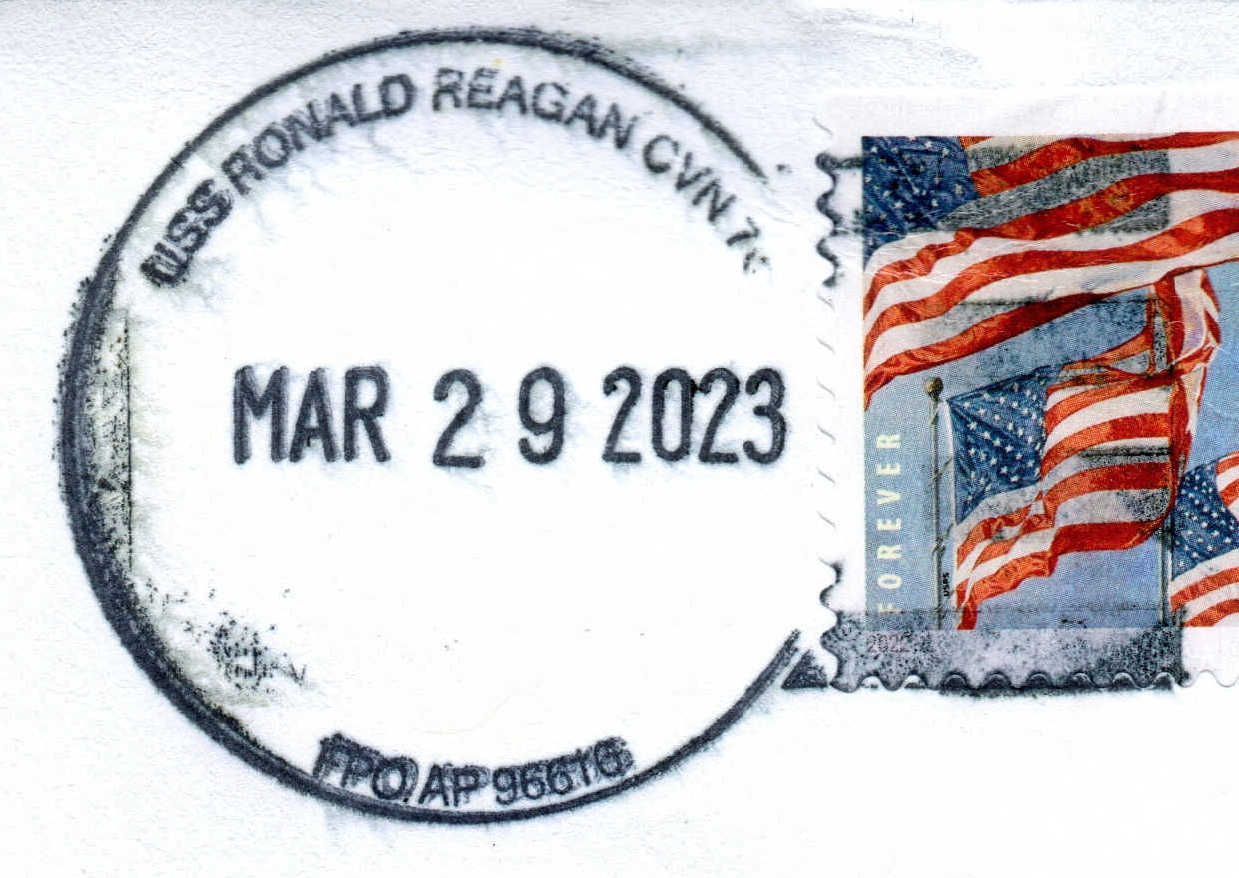 USS RONALD REAGAN CVN
MAR 29 2023
FPO, AP 96616
FOREVER
USPS
2022